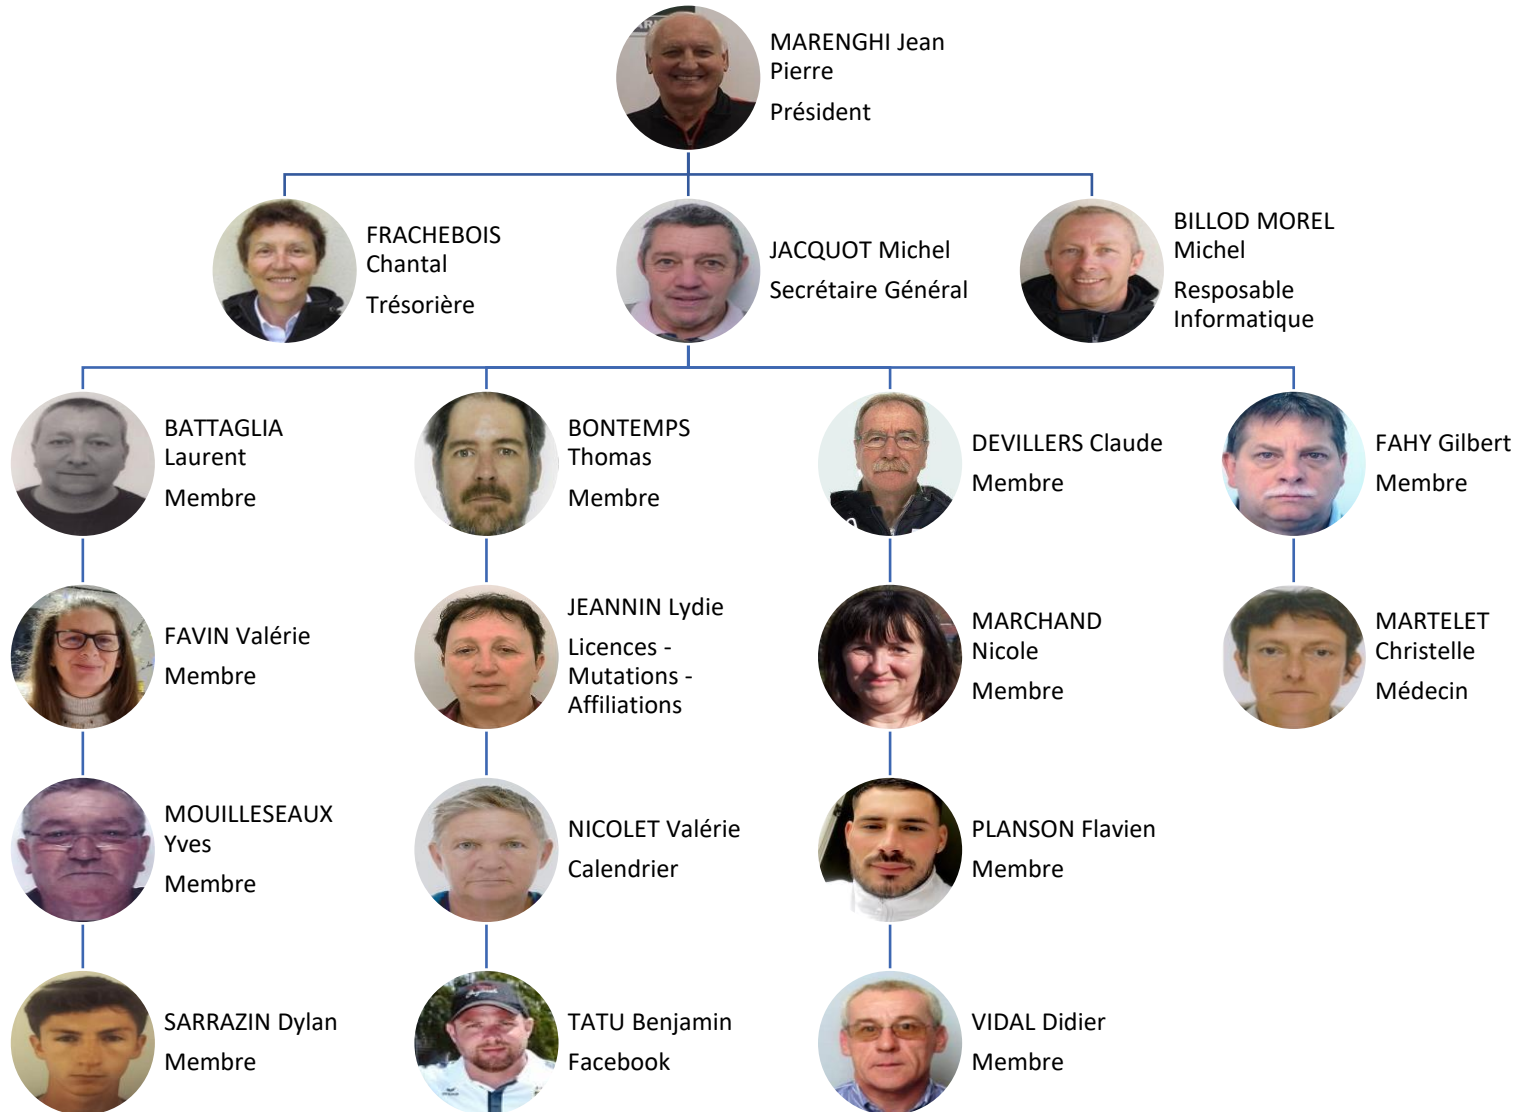 MARENGHI Jean
Pierre
Président
FRACHEBOIS
Chantal
Trésorière
JACQUOT Michel
Secrétaire Général
BILLOD MOREL
Michel
Resposable
Informatique
BATTAGLIA
Laurent
Membre
BONTEMPS
Thomas
Membre
DEVILLERS Claude
Membre
FAHY Gilbert
Membre
FAVIN Valérie
Membre
JEANNIN Lydie
Licences -
Mutations -
Affiliations
MARCHAND
Nicole
Membre
MARTELET
Christelle
Médecin
MOUILLESEAUX
Yves
Membre
NICOLET Valérie
Calendrier
PLANSON Flavien
Membre
SARRAZIN Dylan
Membre
TATU Benjamin
Facebook
VIDAL Didier
Membre